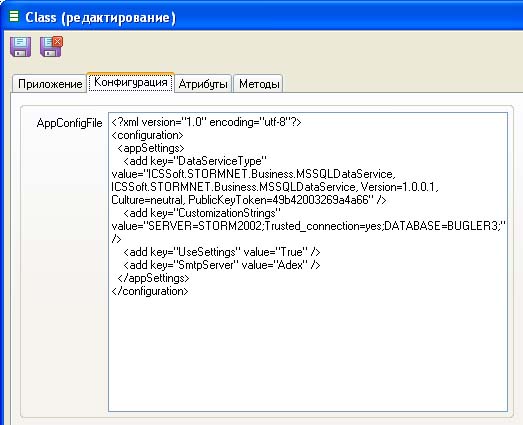 Class (редактирование)
Приложение Конфигурация Атрибуты Методы
AppConfigFile
<?xml version="1.0" encoding="utf-8"?>
<configuration>
<appSettings>
<add key="DataServiceType"
value="ICSSoft.STORMNET.Business.MSSQLDataService,
ICSSoft.STORMNET.Business.MSSQLDataService, Version=1.0.0.1,
Culture=neutral, PublicKeyToken=49b42003269a4a66" />
<add key="CustomizationStrings"
value="SERVER=STORM2002;Trusted_connection=yes;DATABASE=BUGLER3;"
/>
<add key="UseSettings" value="True" />
<add key="SmtpServer" value="Adex" />
</appSettings>
</configuration>